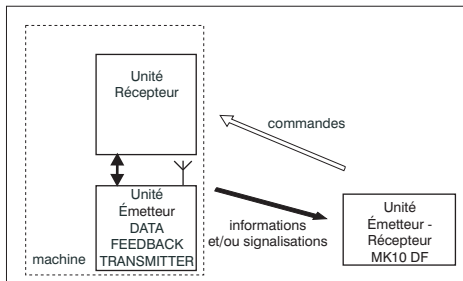 Unité
Récepteur
commandes
Unité
Émetteur
DATA
FEEDBACK
TRANSMITTER
machine
informations
et/ou signalisations
Unité
Émetteur -
Récepteur
MK10 DF